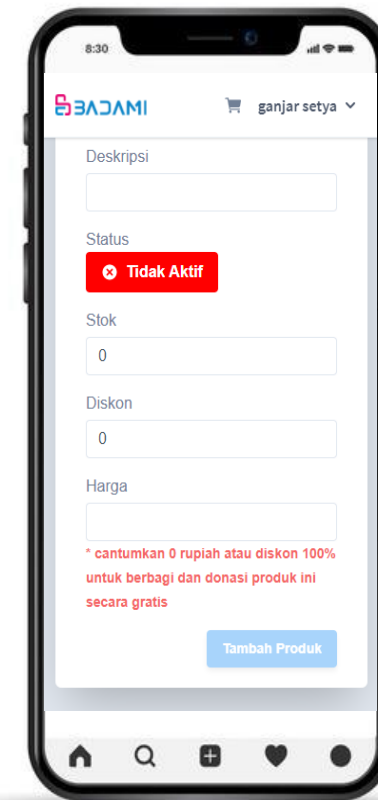 8:30
BADAMI
ganjar setya
Deskripsi
Status
Tidak Aktif
Stok
0
Diskon
0
Harga
* cantumkan 0 rupiah atau diskon 100%
untuk berbagi dan donasi produk ini
secara gratis
Tambah Produk